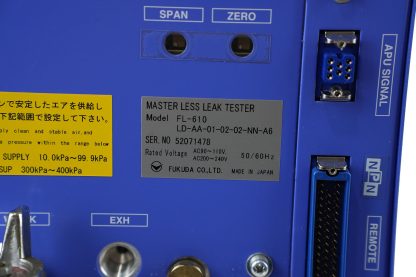 SPAN ZERO
APU SIGNAL
ンで安定したエアを供給し
下記範囲で設定して下さい。
ply clean and stable air, and
pressure within the range below
SUPPLY 10.0kPa~99.9kPa
SUP 300kPa~400kPa
MASTER LESS LEAK TESTER
Model FL-610
LD-AA-01-02-02-NN-A6
SER.NO 52071478
Rated Voltage AC90~110V,
AC200~240V 50/60Hz
FUKUDA CO.,LTD. MADE IN JAPAN
NPN
REMOTE
EXH